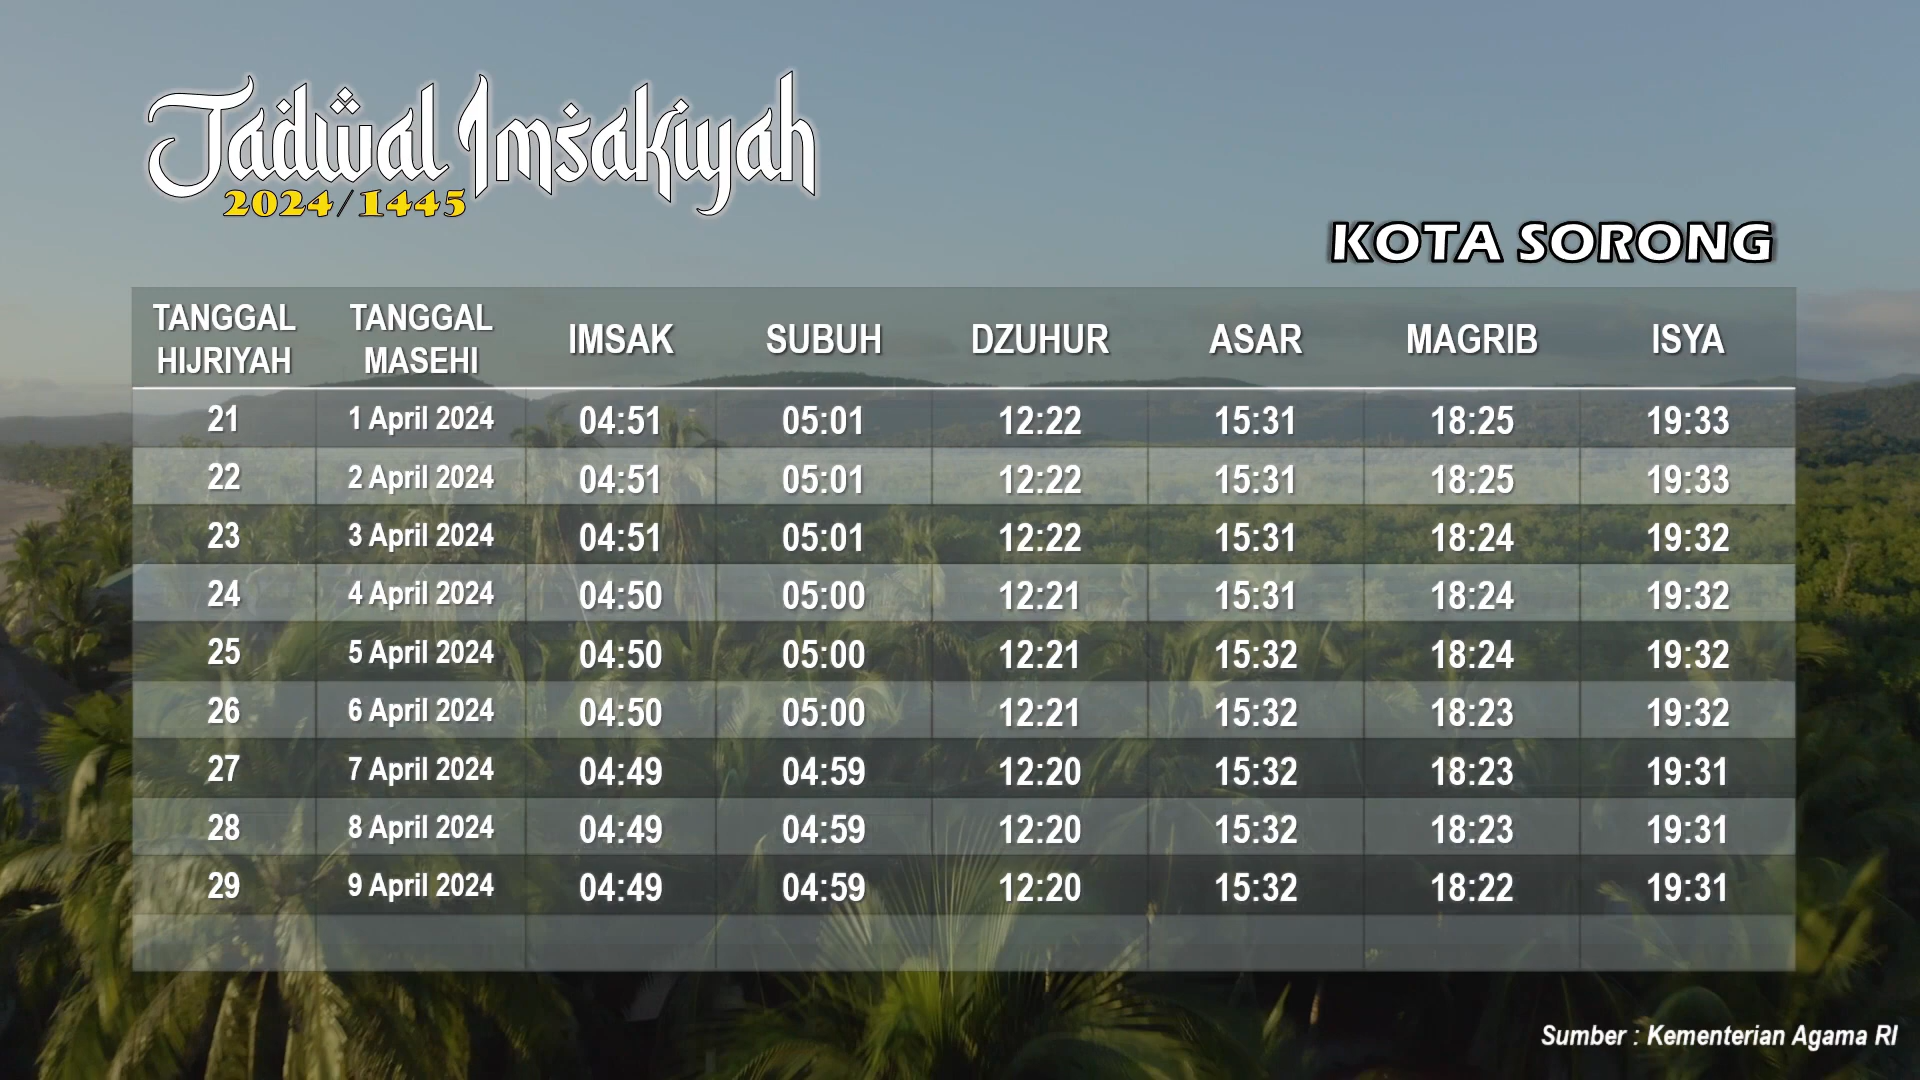 Jadwal Imsakiyah
2024/1445
KOTA SORONG
TANGGAL HIJRIYAH TANGGAL MASEHI IMSAK SUBUH DZUHUR ASAR MAGRIB ISYA
21 1 April 2024 04:51 05:01 12:22 15:31 18:25 19:33
22 2 April 2024 04:51 05:01 12:22 15:31 18:25 19:33
23 3 April 2024 04:51 05:01 12:22 15:31 18:24 19:32
24 4 April 2024 04:50 05:00 12:21 15:31 18:24 19:32
25 5 April 2024 04:50 05:00 12:21 15:32 18:24 19:32
26 6 April 2024 04:50 05:00 12:21 15:32 18:23 19:32
27 7 April 2024 04:49 04:59 12:20 15:32 18:23 19:31
28 8 April 2024 04:49 04:59 12:20 15:32 18:23 19:31
29 9 April 2024 04:49 04:59 12:20 15:32 18:22 19:31
Sumber : Kementerian Agama RI